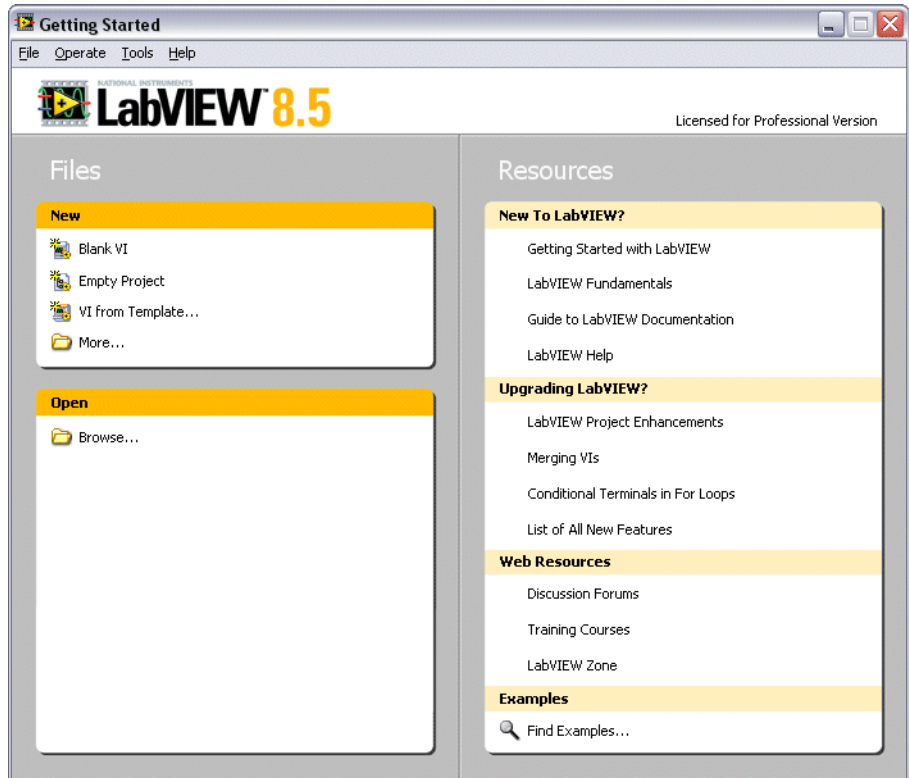 Getting Started
File Operate Tools Help
NATIONAL INSTRUMENTS
LabVIEW™ 8.5
Licensed for Professional Version
Files
New
Blank VI
Empty Project
VI from Template...
More...
Open
Browse...
Resources
New To LabVIEW?
Getting Started with LabVIEW
LabVIEW Fundamentals
Guide to LabVIEW Documentation
LabVIEW Help
Upgrading LabVIEW?
LabVIEW Project Enhancements
Merging VIs
Conditional Terminals in For Loops
List of All New Features
Web Resources
Discussion Forums
Training Courses
LabVIEW Zone
Examples
Find Examples...